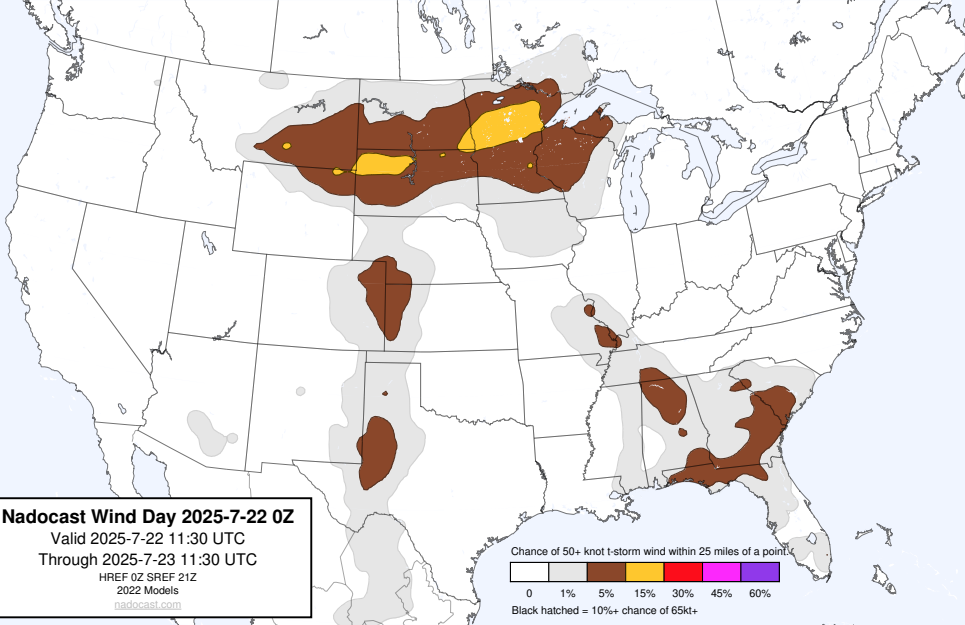 Nadocast Wind Day 2025-7-22 0Z
Valid 2025-7-22 11:30 UTC
Through 2025-7-23 11:30 UTC
HREF 0Z SREF 21Z
2022 Models
nadocast.com
Chance of 50+ knot t-storm wind within 25 miles of a point.
0 1% 5% 15% 30% 45% 60%
Black hatched = 10%+ chance of 65kt+